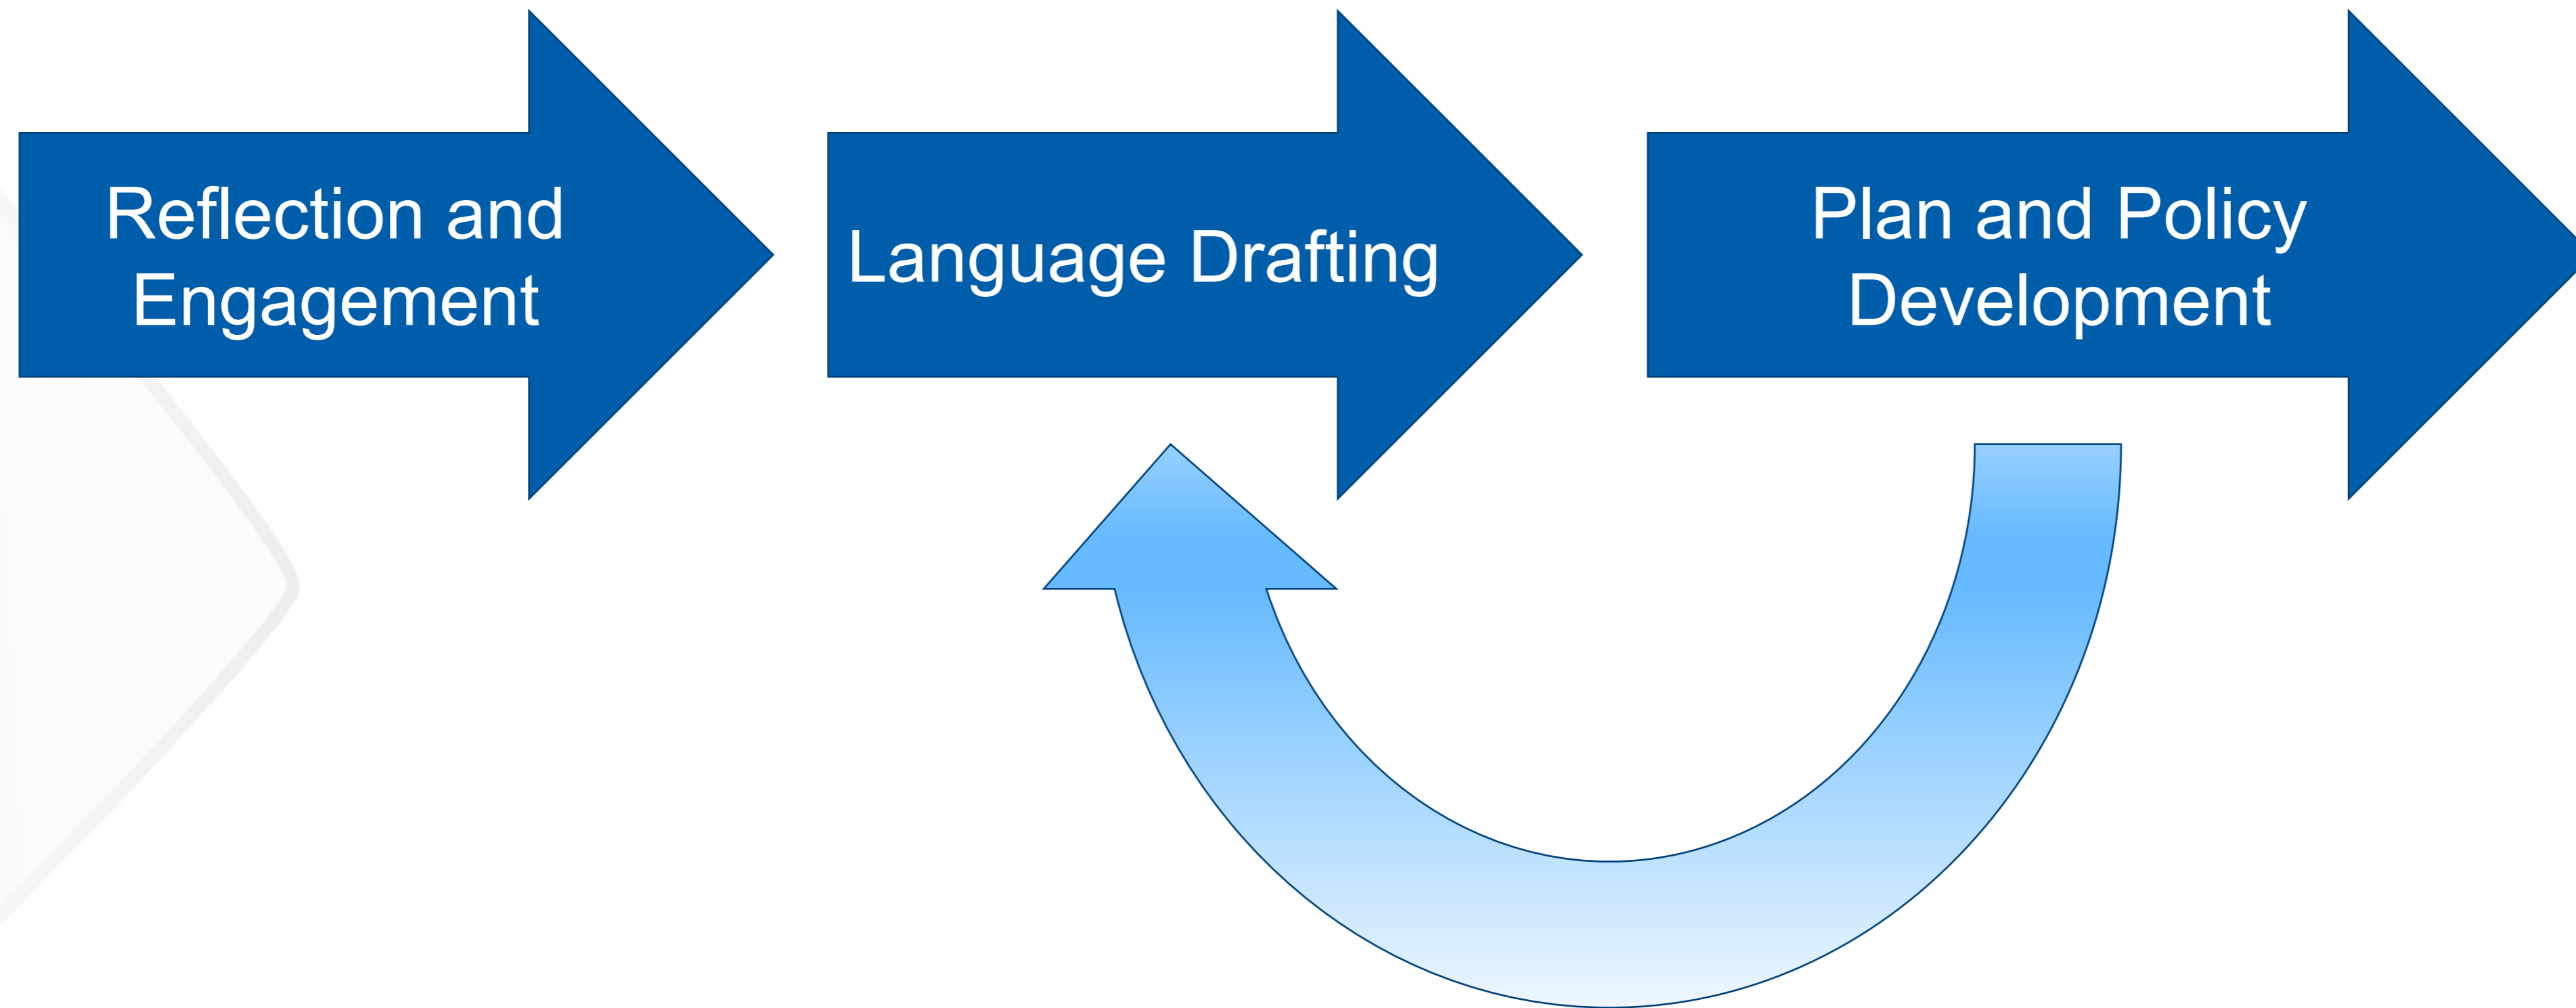 Reflection and
Engagement
Language Drafting
Plan and Policy
Development